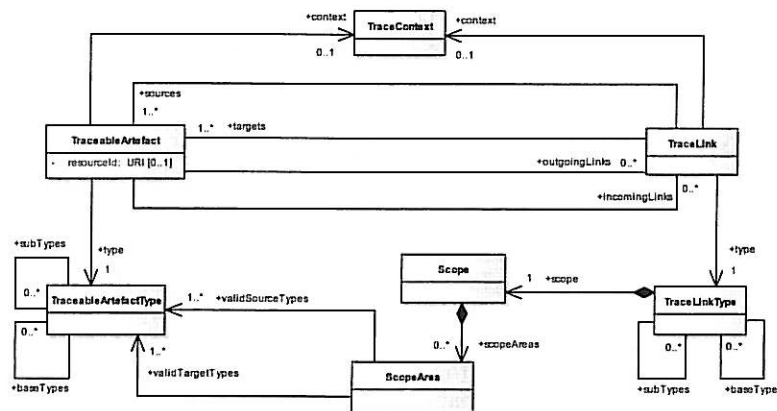 +context
+context
TraceContext
0..1
0..1
+sources
1..*
1..*
+targets
TraceableArtefact
TraceLink
- resourceId: URI [0..1]
+outgoingLinks
0..*
0..*
+incomingLinks
+subTypes
+type
1
+type
1
Scope
1
+scope
0..*
TraceableArtefactType
1..*
+validSourceTypes
TraceLinkType
0..*
1..*
0..*
+scopeAreas
0..*
0..*
+baseTypes
+validTargetTypes
ScopeArea
+subTypes
+baseTypes